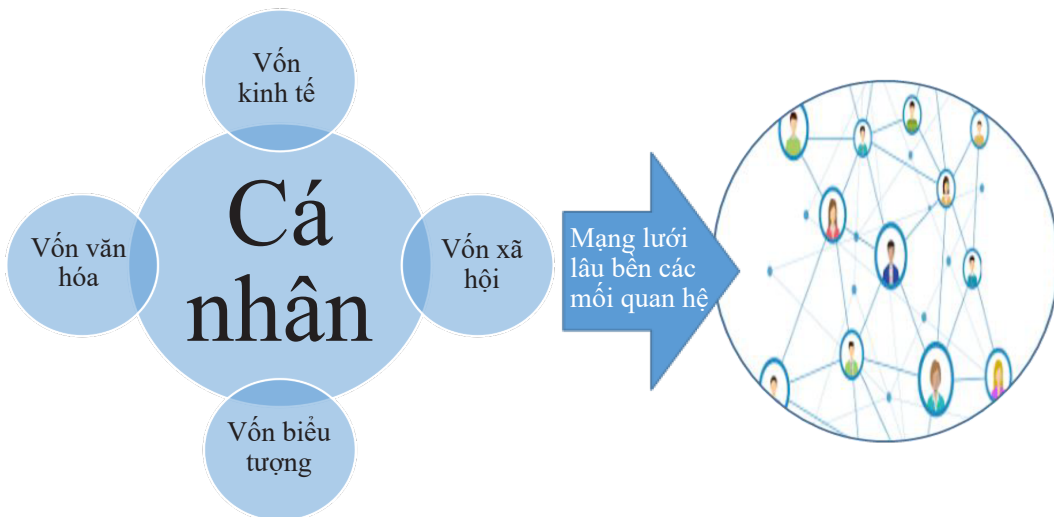 Vốn
kinh tế
Cá
nhân
Vốn văn
hóa
Vốn xã
hội
Vốn biểu
tượng
Mạng lưới
lâu bền các
mối quan hệ